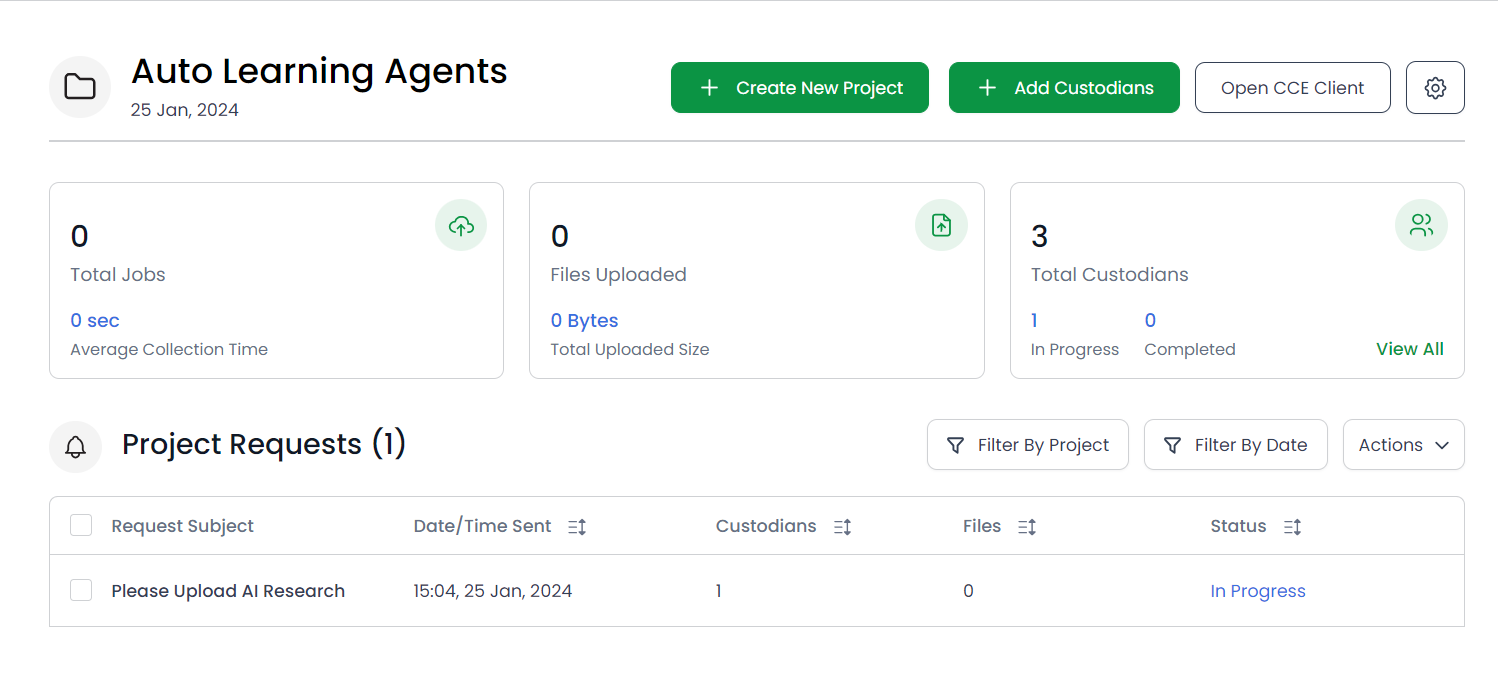 Auto Learning Agents
25 Jan, 2024
Create New Project
Add Custodians
Open CCE Client
0
Total Jobs
0 sec
Average Collection Time
0
Files Uploaded
0 Bytes
Total Uploaded Size
3
Total Custodians
1 0
In Progress Completed View All
Project Requests (1)
Filter By Project
Filter By Date
Actions
Request Subject Date/Time Sent Custodians Files Status
Please Upload AI Research 15:04, 25 Jan, 2024 1 0 In Progress